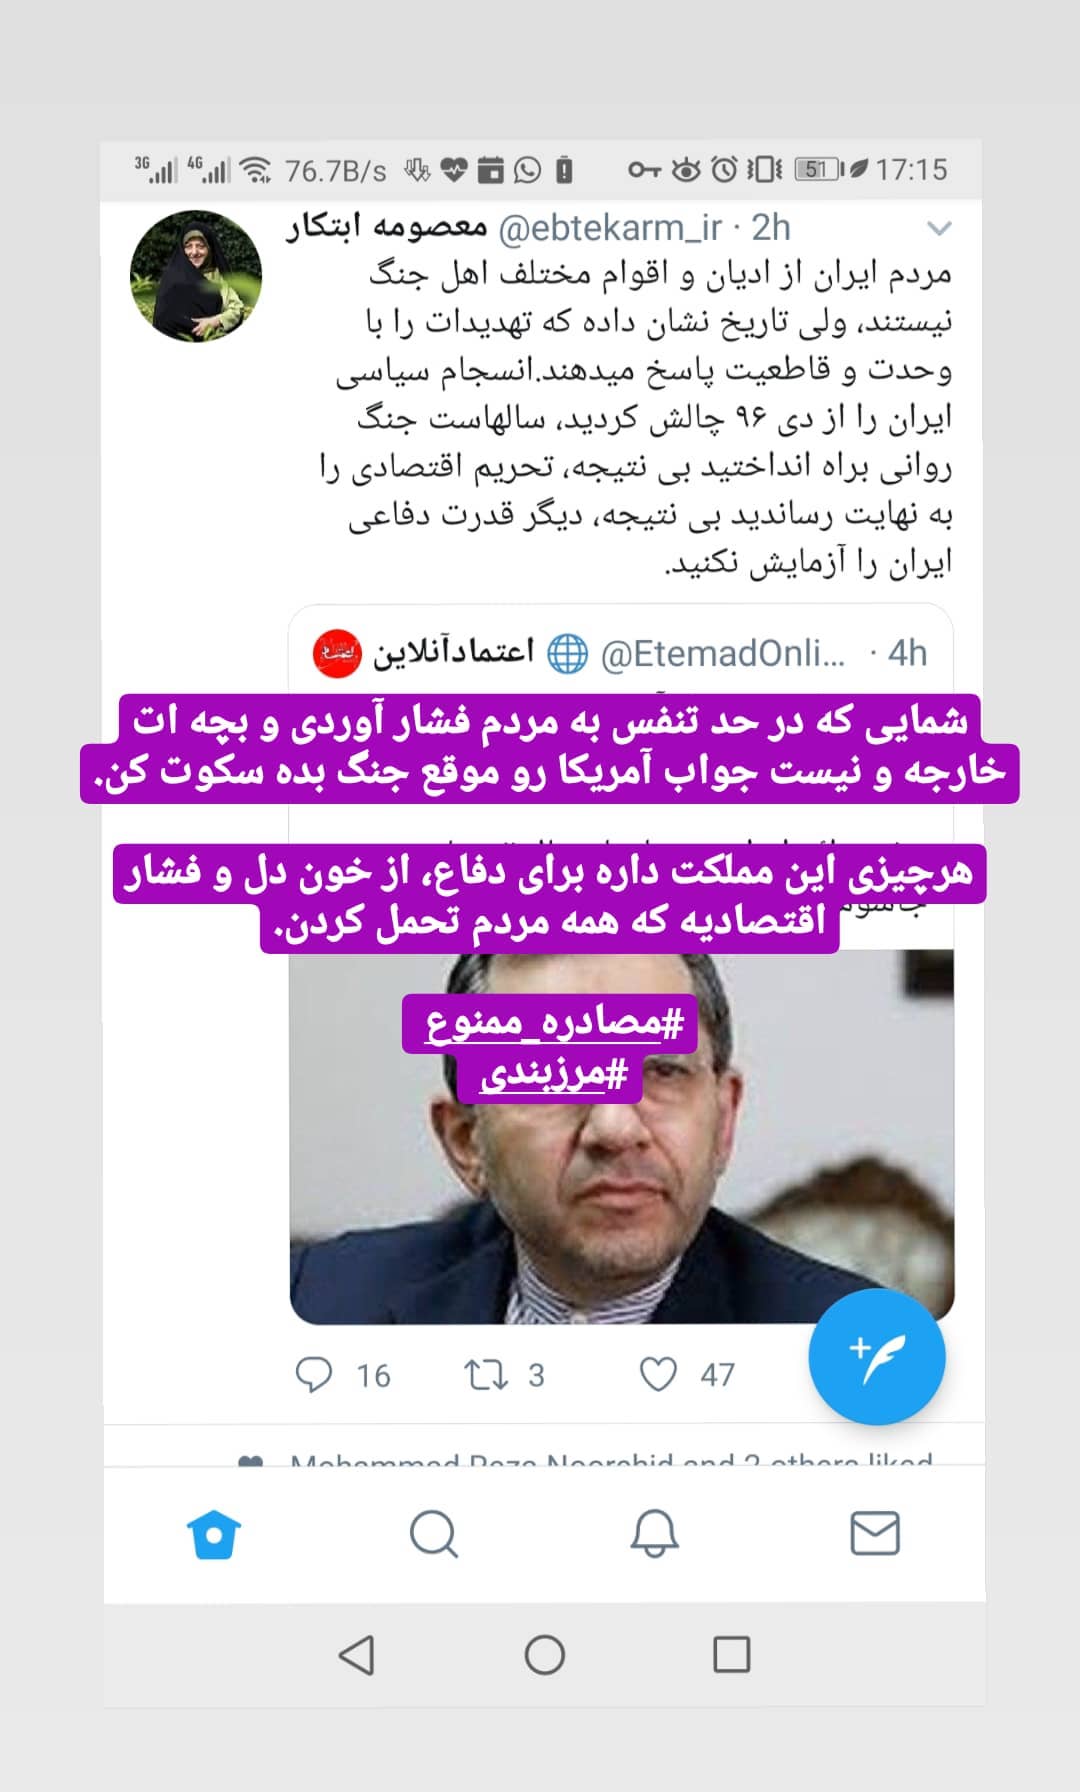 3G 4G 76.7B/s 51 17:15
معصومه ابتکار @ebtekarm_ir · 2h
مردم ایران از ادیان و اقوام مختلف اهل جنگ
نیستند، ولی تاریخ نشان داده که تهدیدات را با
وحدت و قاطعیت پاسخ میدهند.انسجام سیاسی
ایران را از دی ۹۶ چالش کردید، سالهاست جنگ
روانی براه انداختید بی نتیجه، تحریم اقتصادی را
به نهایت رساندید بی نتیجه، دیگر قدرت دفاعی
ایران را آزمایش نکنید.
اعتمادآنلاین @EtemadOnli... · 4h
شمایی که در حد تنفس به مردم فشار آوردی و بچه ات
خارجه و نیست جواب آمریکا رو موقع جنگ بده سکوت کن.
هرچیزی این مملکت داره برای دفاع، از خون دل و فشار
اقتصادیه که همه مردم تحمل کردن.
#مصادره_ممنوع
#مرزبندی
16 3 47
and 2 others liked